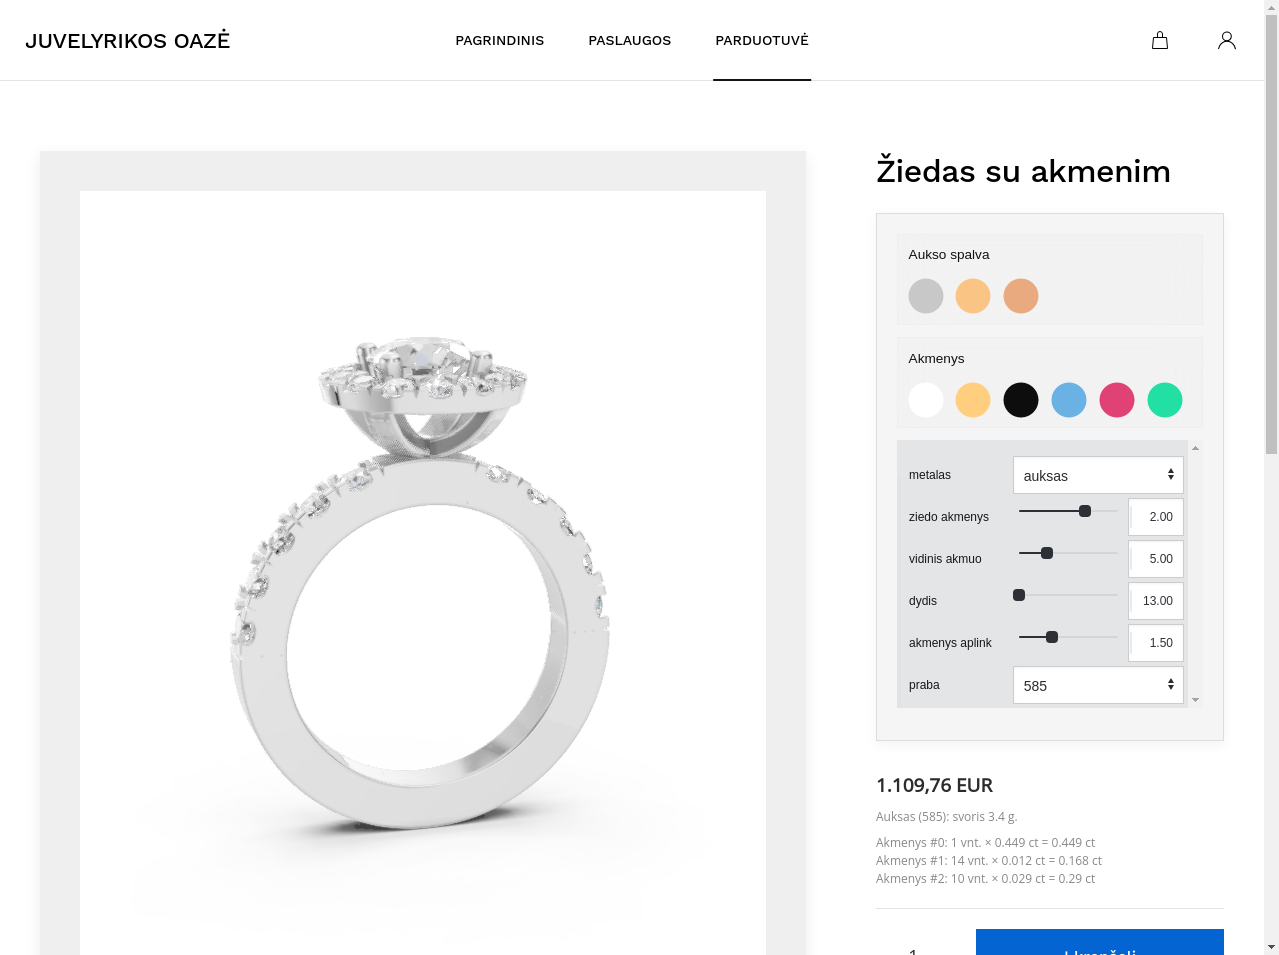 JUVELYRIKOS OAZĖ
PAGRINDINIS PASLAUGOS PARDUOTUVĖ
Žiedas su akmenim
Aukso spalva
Akmenys
metalas auksas
ziedo akmenys 2.00
vidinis akmuo 5.00
dydis 13.00
akmenys aplink 1.50
praba 585
1.109,76 EUR
Auksas (585): svoris 3.4 g.
Akmenys #0: 1 vnt. × 0.449 ct = 0.449 ct
Akmenys #1: 14 vnt. × 0.012 ct = 0.168 ct
Akmenys #2: 10 vnt. × 0.029 ct = 0.29 ct
1